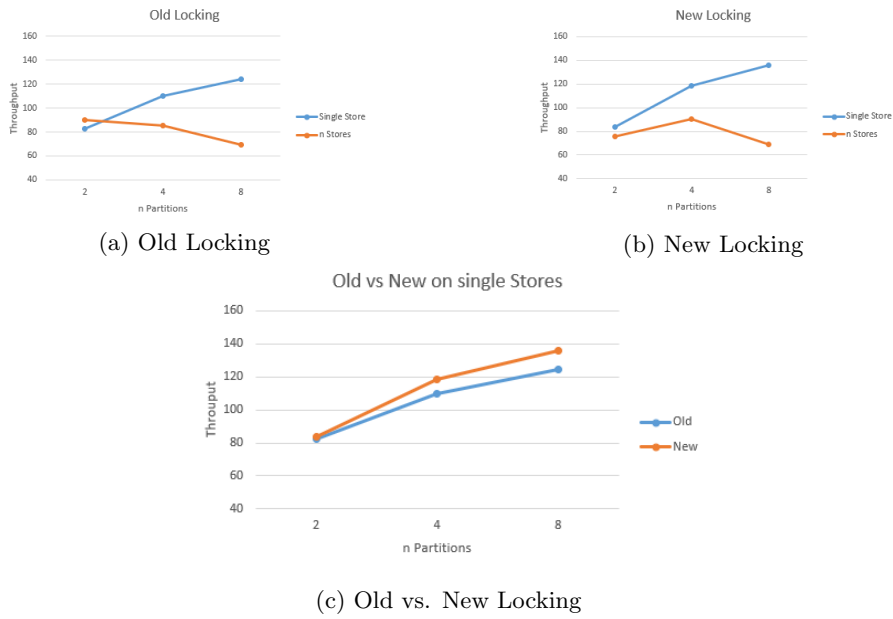 Old Locking
160
140
120
100
80
60
40
Throughput
2 4 8
n Partitions
Single Store
n Stores
(a) Old Locking
New Locking
160
140
120
100
80
60
40
Throughput
2 4 8
n Partitions
Single Store
n Stores
(b) New Locking
Old vs New on single Stores
160
140
120
100
80
60
40
Throuput
2 4 8
n Partitions
Old
New
(c) Old vs. New Locking